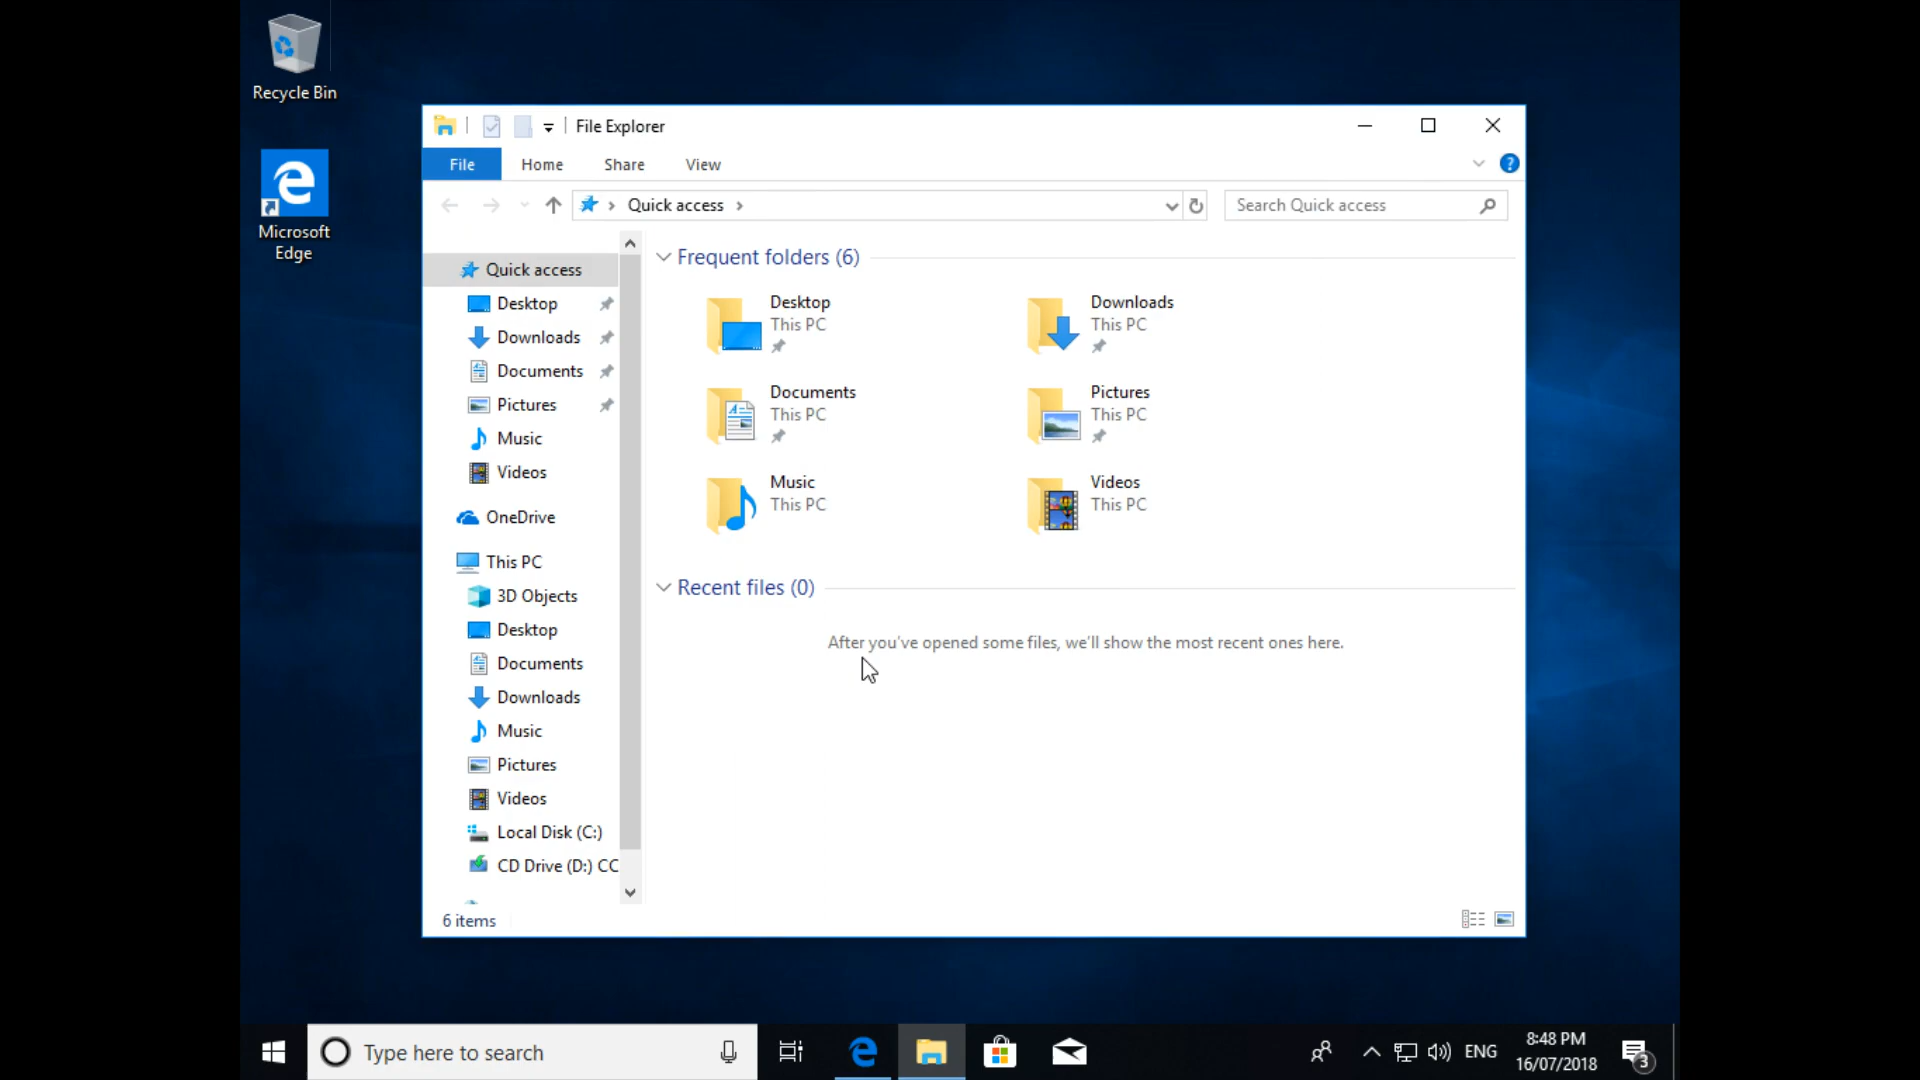 Recycle Bin
Microsoft
Edge
File Explorer
File
Home
Share
View
?
Quick access
Search Quick access
Quick access
Desktop
Downloads
Documents
Pictures
Music
Videos
OneDrive
This PC
3D Objects
Desktop
Documents
Downloads
Music
Pictures
Videos
Local Disk (C:)
CD Drive (D:) CC
Frequent folders (6)
Desktop
This PC
Downloads
This PC
Documents
This PC
Pictures
This PC
Music
This PC
Videos
This PC
Recent files (0)
After you've opened some files, we'll show the most recent ones here.
6 items
Type here to search
ENG
8:48 PM
16/07/2018
3